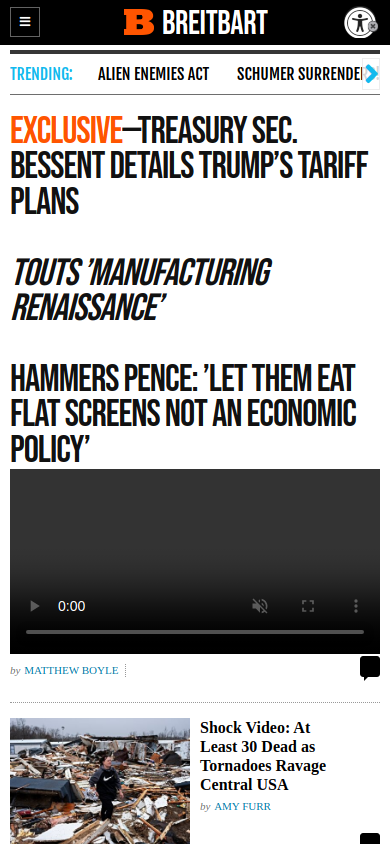 BREITBART
TRENDING:
ALIEN ENEMIES ACT
SCHUMER SURRENDER
EXCLUSIVE—TREASURY SEC.
BESSENT DETAILS TRUMP'S TARIFF
PLANS
TOUTS 'MANUFACTURING
RENAISSANCE'
HAMMERS PENCE: 'LET THEM EAT
FLAT SCREENS NOT AN ECONOMIC
POLICY'
0:00
by MATTHEW BOYLE
Shock Video: At
Least 30 Dead as
Tornadoes Ravage
Central USA
by AMY FURR